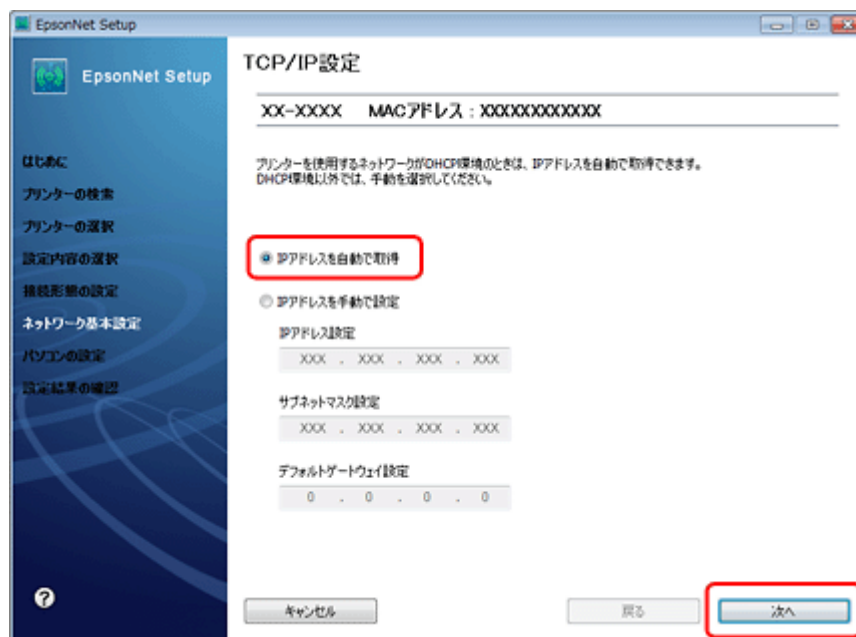 EpsonNet Setup
EpsonNet Setup
はじめに
プリンターの検索
プリンターの選択
設定内容の選択
接続形態の設定
ネットワーク基本設定
パソコンの設定
設定結果の確認
TCP/IP設定
XX-XXXX MACアドレス：XXXXXXXXXXXX
プリンターを使用するネットワークがDHCP環境のときは、IPアドレスを自動で取得できます。
DHCP環境以外では、手動を選択してください。
IPアドレスを自動で取得
IPアドレスを手動で設定
IPアドレス設定
XXX . XXX . XXX . XXX
サブネットマスク設定
XXX . XXX . XXX . XXX
デフォルトゲートウェイ設定
0 . 0 . 0 . 0
?
キャンセル
戻る
次へ